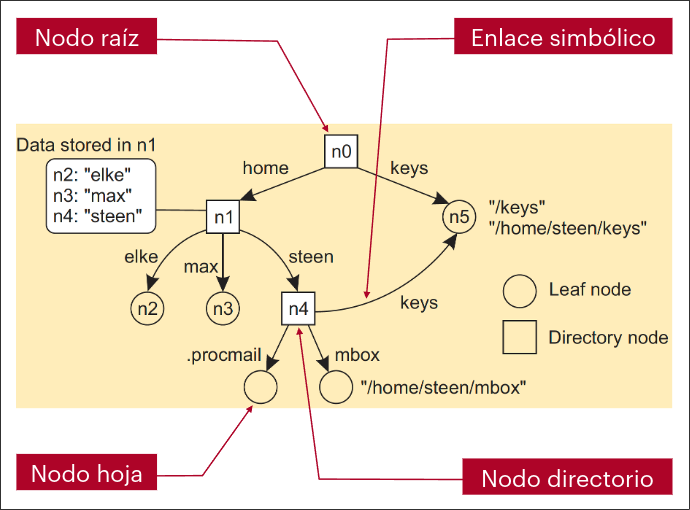 Nodo raíz
Enlace simbólico
Data stored in n1
n2: "elke"
n3: "max"
n4: "steen"
n0
home
keys
n1
n5
"/keys"
"/home/steen/keys"
elke
max
steen
n2
n3
n4
keys
Leaf node
Directory node
.procmail
mbox
"/home/steen/mbox"
Nodo hoja
Nodo directorio